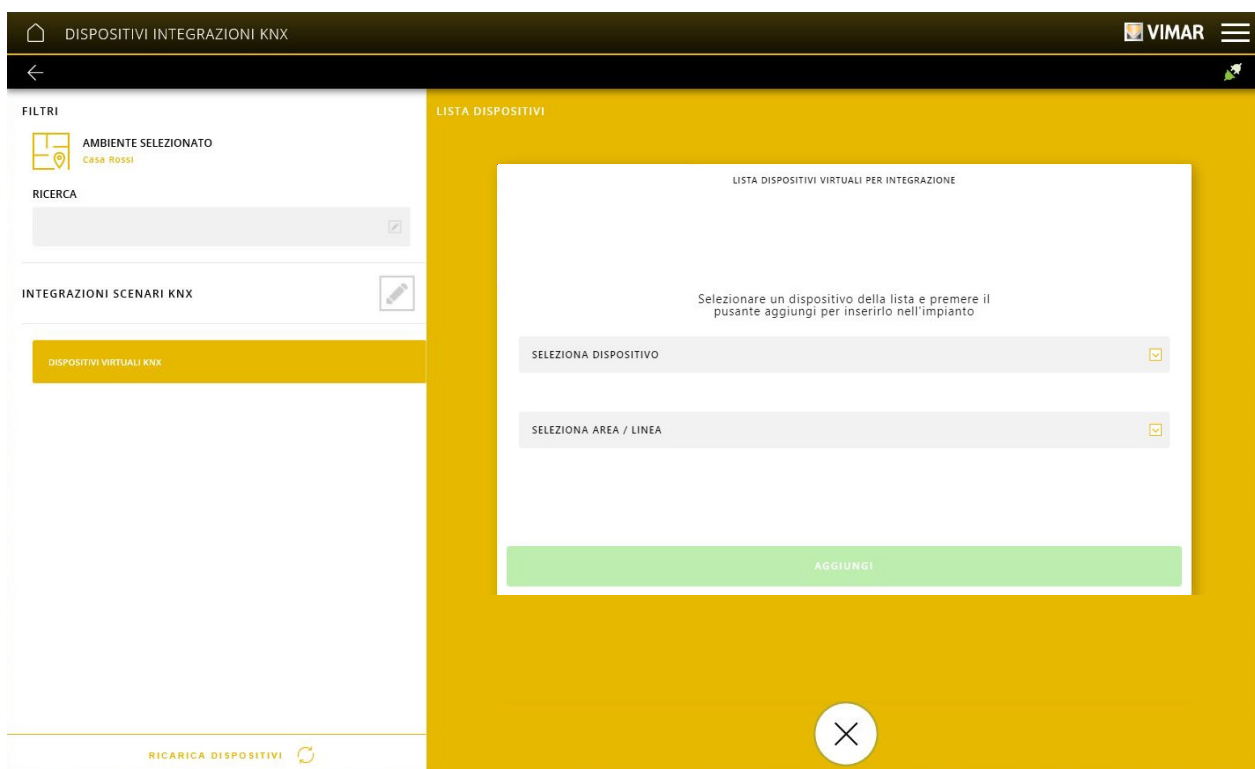 DISPOSITIVI INTEGRAZIONI KNX
VIMAR
FILTRI
AMBIENTE SELEZIONATO
Casa Rossi
RICERCA
INTEGRAZIONI SCENARI KNX
DISPOSITIVI VIRTUALI KNX
RICARICA DISPOSITIVI
LISTA DISPOSITIVI
LISTA DISPOSITIVI VIRTUALI PER INTEGRAZIONE
Selezionare un dispositivo della lista e premere il
pusante aggiungi per inserirlo nell'impianto
SELEZIONA DISPOSITIVO
SELEZIONA AREA / LINEA
AGGIUNGI